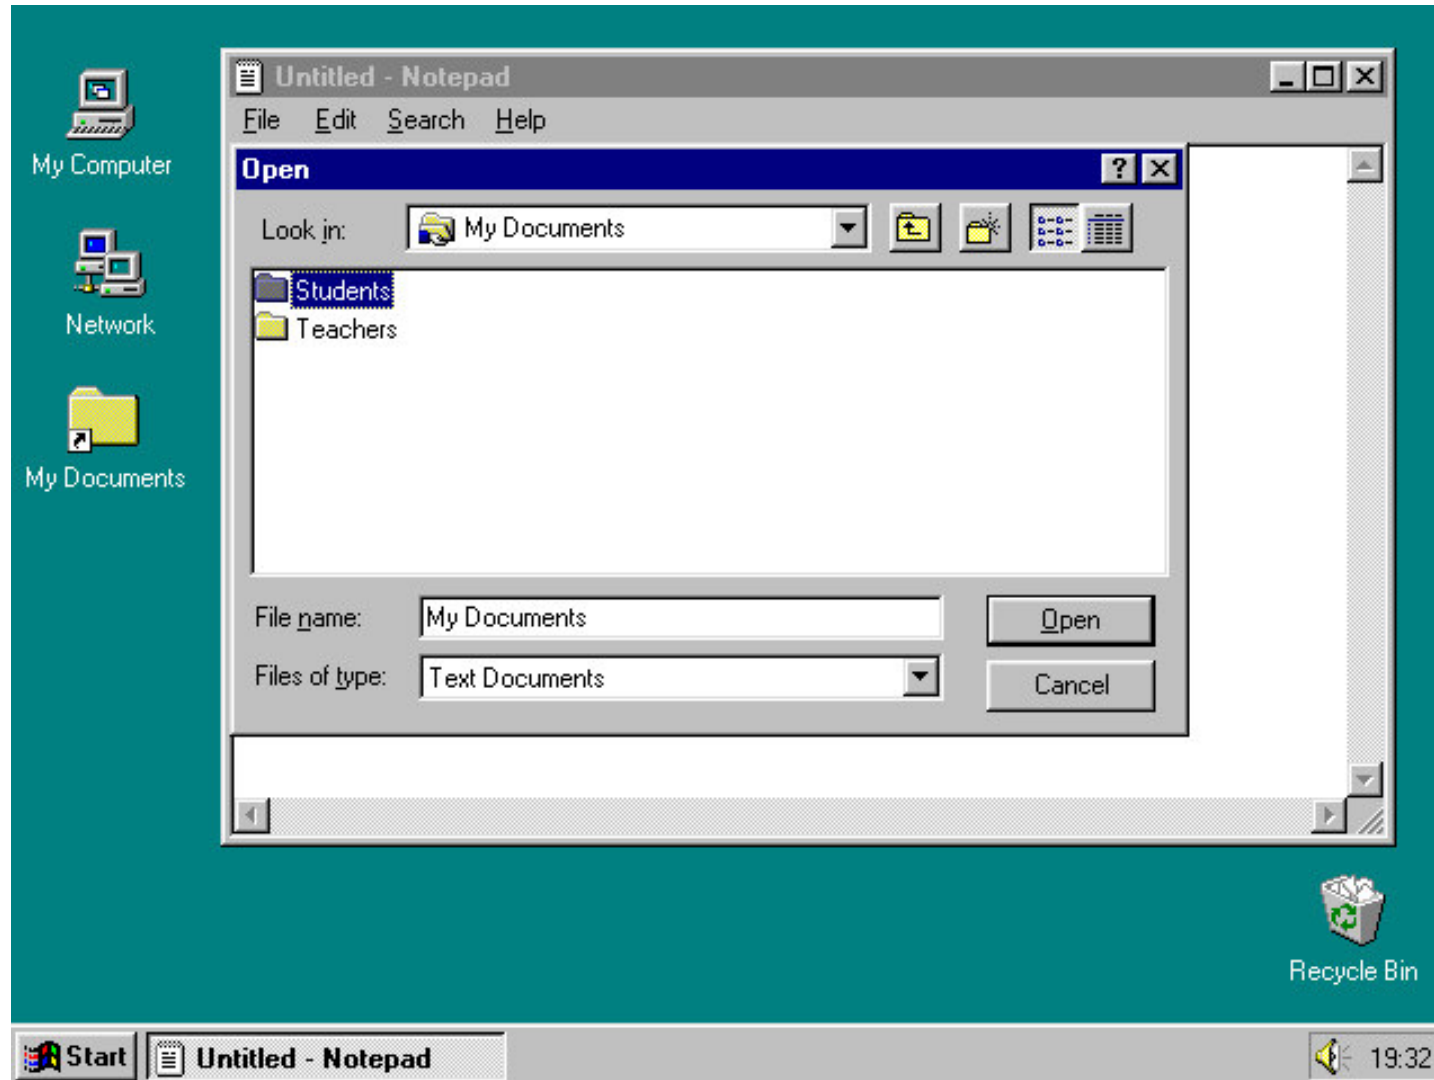 My Computer
Network
My Documents
Untitled - Notepad
File Edit Search Help
Open
Look in: My Documents
Students
Teachers
File name: My Documents Open
Files of type: Text Documents Cancel
Recycle Bin
Start Untitled - Notepad 19:32